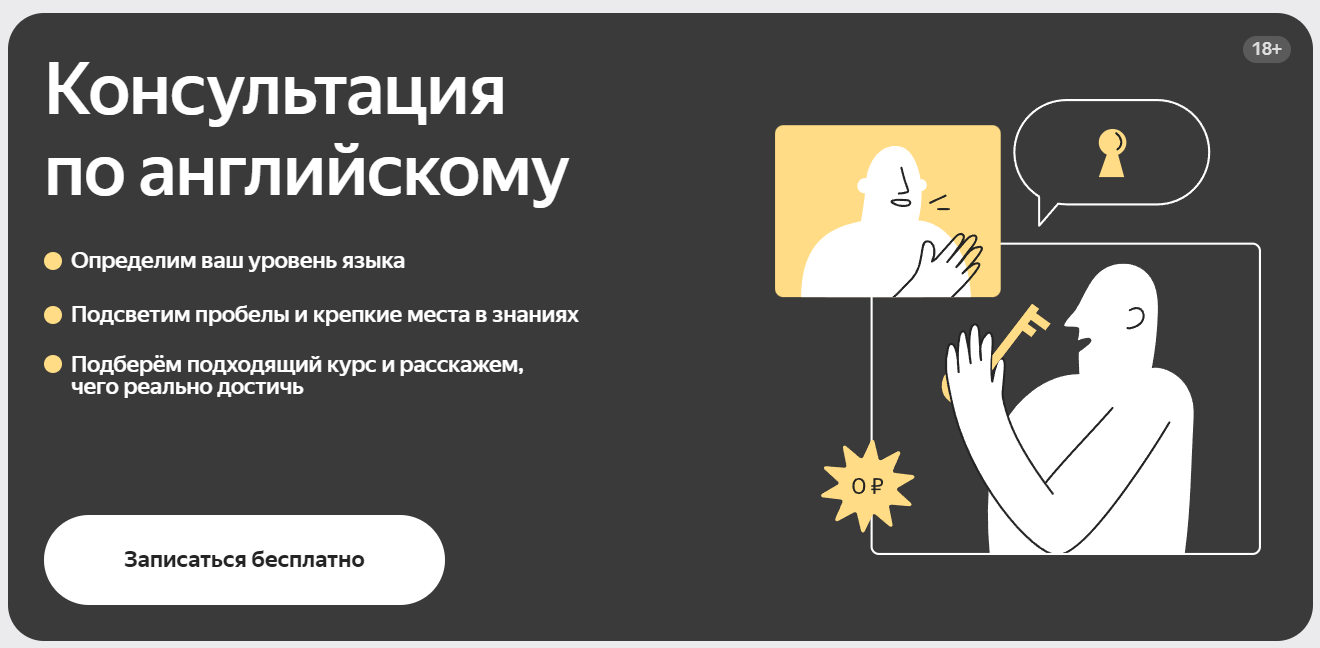 18+
Консультация
по английскому
Определим ваш уровень языка
Подсветим пробелы и крепкие места в знаниях
Подберём подходящий курс и расскажем,
чего реально достичь
0 ₽
Записаться бесплатно